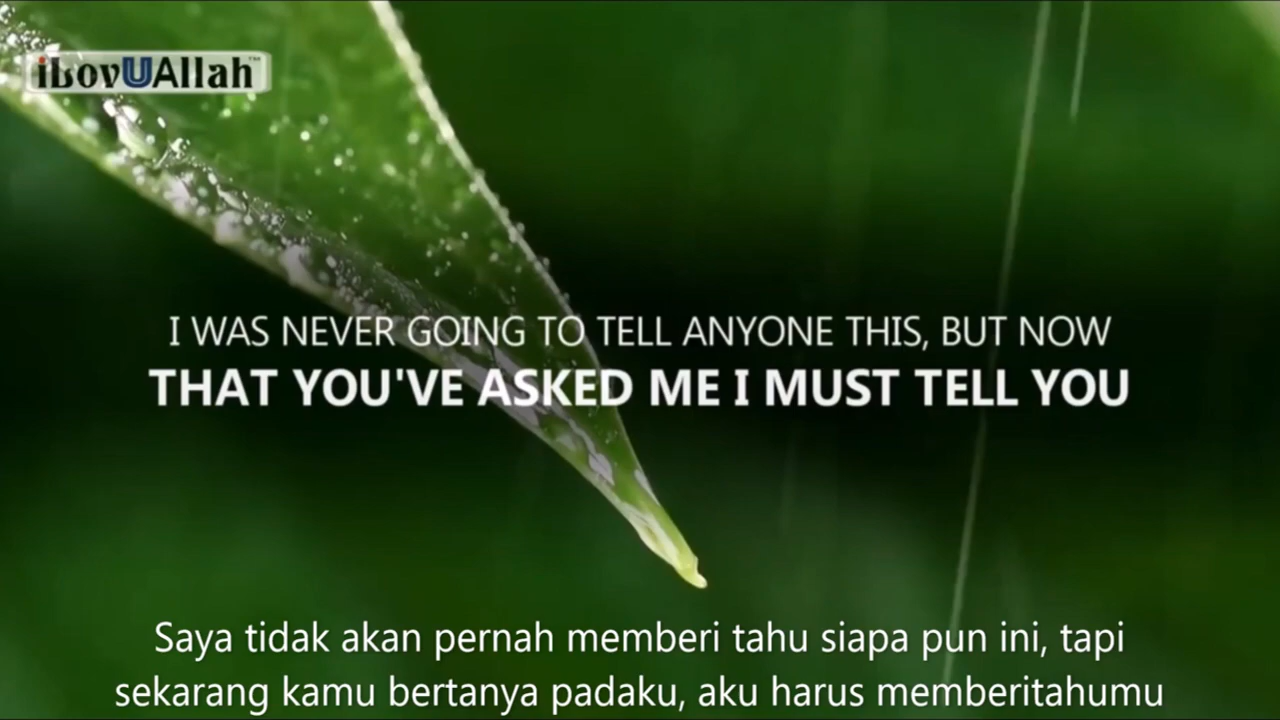 iLovUAllah™
I WAS NEVER GOING TO TELL ANYONE THIS, BUT NOW
THAT YOU'VE ASKED ME I MUST TELL YOU
Saya tidak akan pernah memberi tahu siapa pun ini, tapi
sekarang kamu bertanya padaku, aku harus memberitahumu